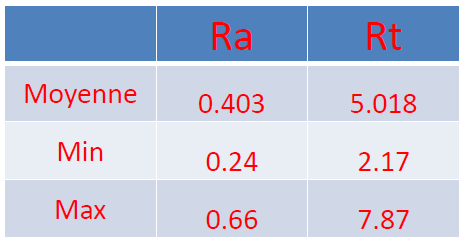 Ra Rt
Moyenne 0.403 5.018
Min 0.24 2.17
Max 0.66 7.87